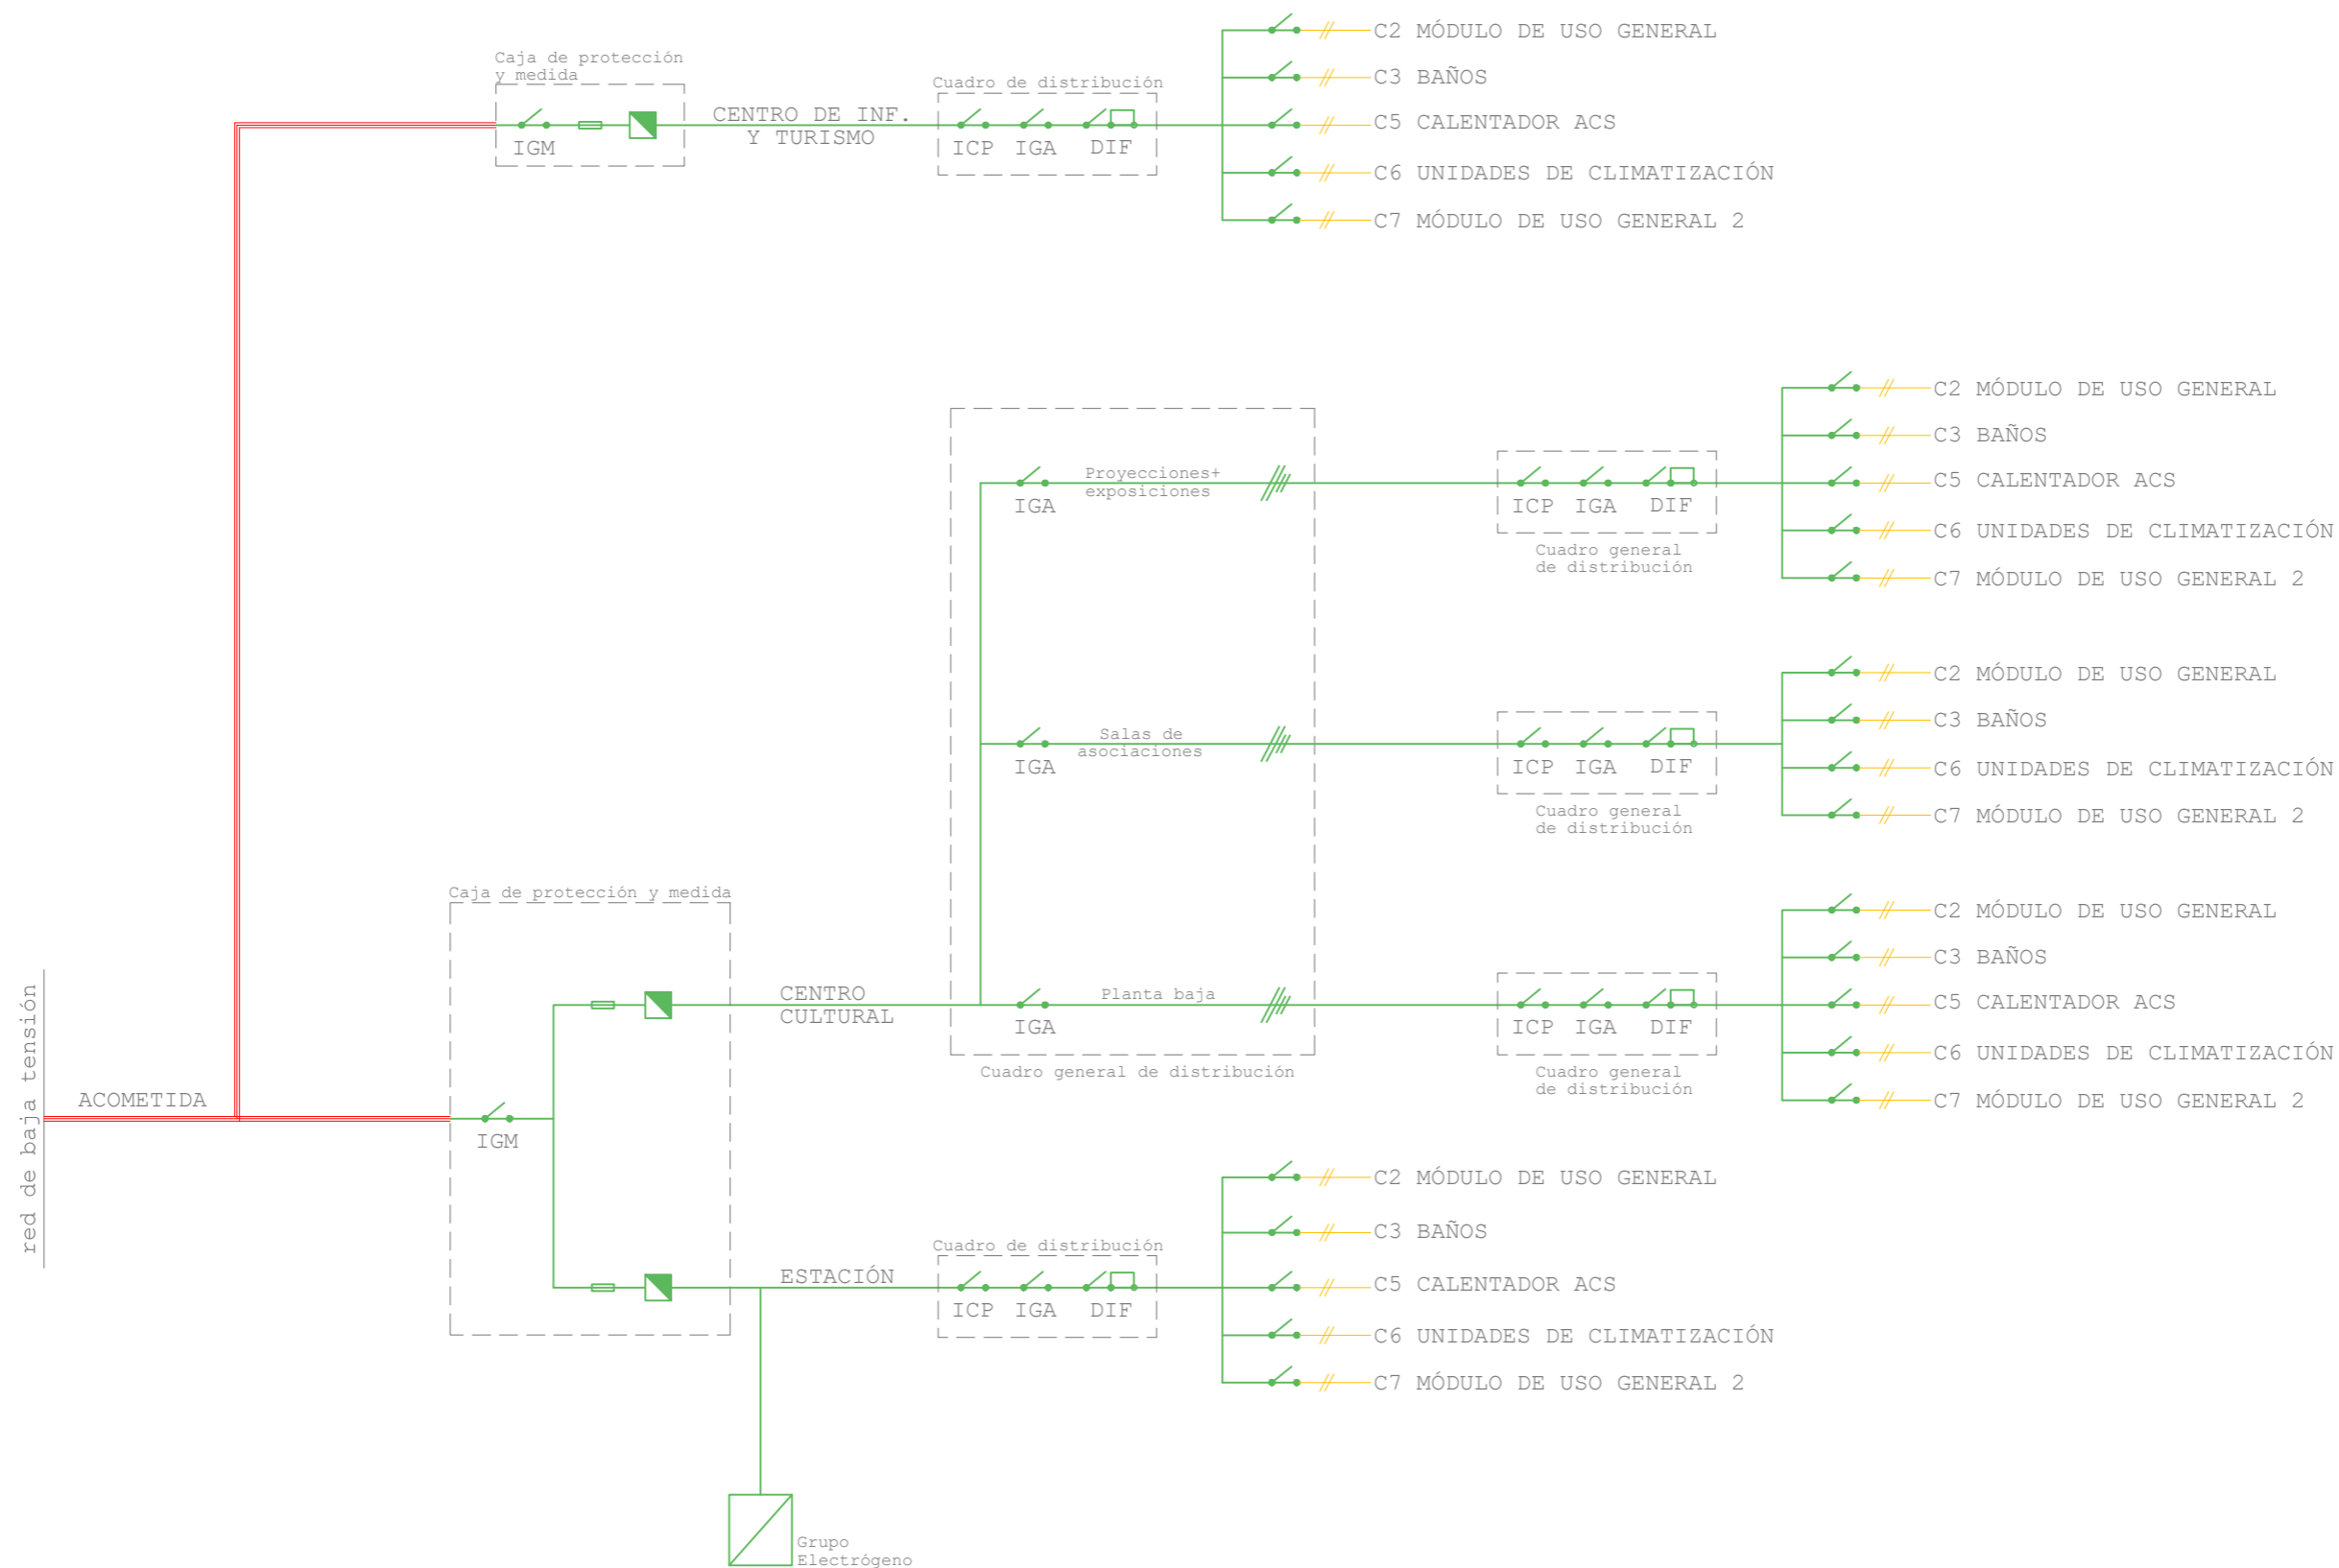 C2 MÓDULO DE USO GENERAL
C3 BAÑOS
C5 CALENTADOR ACS
C6 UNIDADES DE CLIMATIZACIÓN
C7 MÓDULO DE USO GENERAL 2
Caja de protección
y medida
IGM
CENTRO DE INF.
Y TURISMO
Cuadro de distribución
ICP IGA DIF
IGA
Proyecciones+
exposiciones
ICP IGA DIF
Cuadro general
de distribución
C2 MÓDULO DE USO GENERAL
C3 BAÑOS
C5 CALENTADOR ACS
C6 UNIDADES DE CLIMATIZACIÓN
C7 MÓDULO DE USO GENERAL 2
IGA
Salas de
asociaciones
ICP IGA DIF
Cuadro general
de distribución
C2 MÓDULO DE USO GENERAL
C3 BAÑOS
C6 UNIDADES DE CLIMATIZACIÓN
C7 MÓDULO DE USO GENERAL 2
red de baja tensión
ACOMETIDA
Caja de protección y medida
IGM
CENTRO
CULTURAL
IGA
Planta baja
Cuadro general de distribución
ICP IGA DIF
Cuadro general
de distribución
C2 MÓDULO DE USO GENERAL
C3 BAÑOS
C5 CALENTADOR ACS
C6 UNIDADES DE CLIMATIZACIÓN
C7 MÓDULO DE USO GENERAL 2
ESTACIÓN
Cuadro de distribución
ICP IGA DIF
C2 MÓDULO DE USO GENERAL
C3 BAÑOS
C5 CALENTADOR ACS
C6 UNIDADES DE CLIMATIZACIÓN
C7 MÓDULO DE USO GENERAL 2
Grupo
Electrógeno